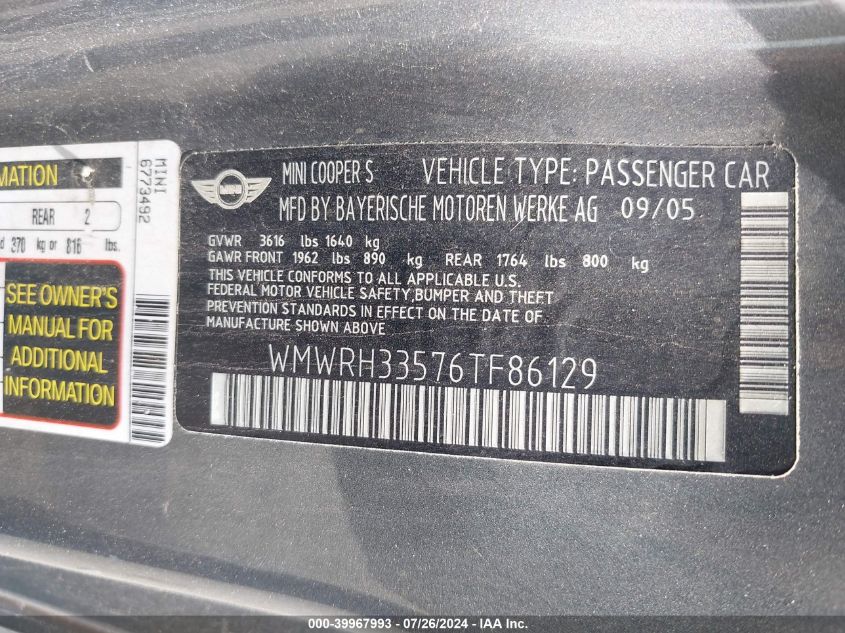 MATION
REAR 2
d 370 kg or 816 lbs.
SEE OWNER'S
MANUAL FOR
ADDITIONAL
INFORMATION
MINI
6773492
MINI
MINI COOPER S VEHICLE TYPE: PASSENGER CAR
MFD BY BAYERISCHE MOTOREN WERKE AG 09/05
GVWR 3616 lbs 1640 kg
GAWR FRONT 1962 lbs 890 kg REAR 1764 lbs 800 kg
THIS VEHICLE CONFORMS TO ALL APPLICABLE U.S.
FEDERAL MOTOR VEHICLE SAFETY,BUMPER AND THEFT
PREVENTION STANDARDS IN EFFECT ON THE DATE OF
MANUFACTURE SHOWN ABOVE.
WMWRH33576TF86129
000-39967993 / 07/26/2024 - IAA Inc.